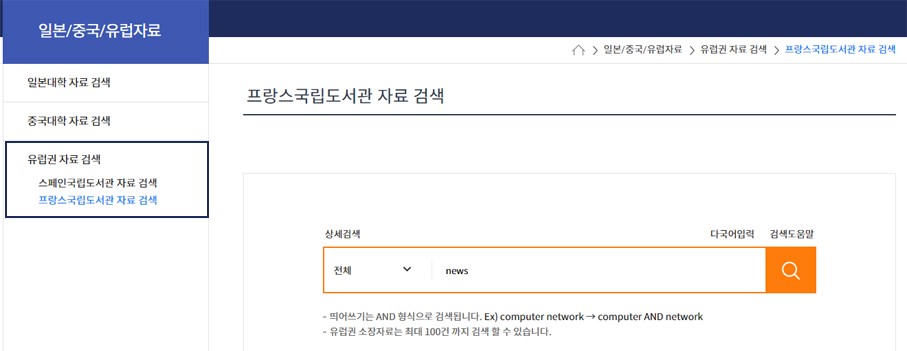 일본/중국/유럽자료
일본/중국/유럽자료 > 유럽권 자료 검색 > 프랑스국립도서관 자료 검색
일본대학 자료 검색
중국대학 자료 검색
유럽권 자료 검색
스페인국립도서관 자료 검색
프랑스국립도서관 자료 검색
프랑스국립도서관 자료 검색
상세검색 다국어입력 검색도움말
전체 news
- 띄어쓰기는 AND 형식으로 검색됩니다. Ex) computer network → computer AND network
- 유럽권 소장자료는 최대 100건 까지 검색 할 수 있습니다.